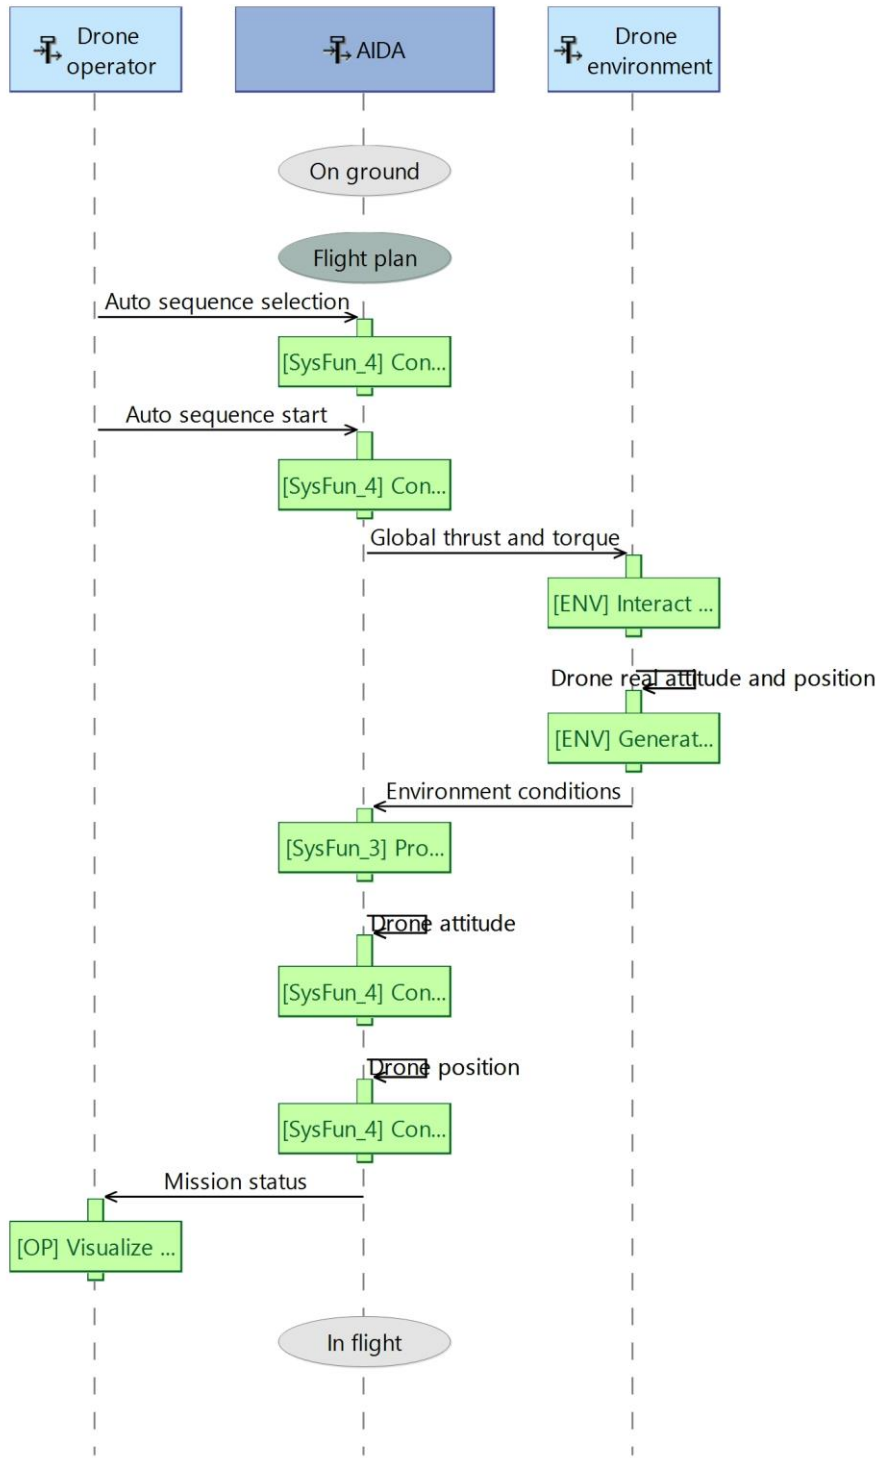 Drone
operator
AIDA
Drone
environment
On ground
Flight plan
Auto sequence selection
[SysFun_4] Con...
Auto sequence start
[SysFun_4] Con...
Global thrust and torque
[ENV] Interact ...
Drone real attitude and position
[ENV] Generat...
Environment conditions
[SysFun_3] Pro...
Drone attitude
[SysFun_4] Con...
Drone position
[SysFun_4] Con...
Mission status
[OP] Visualize ...
In flight